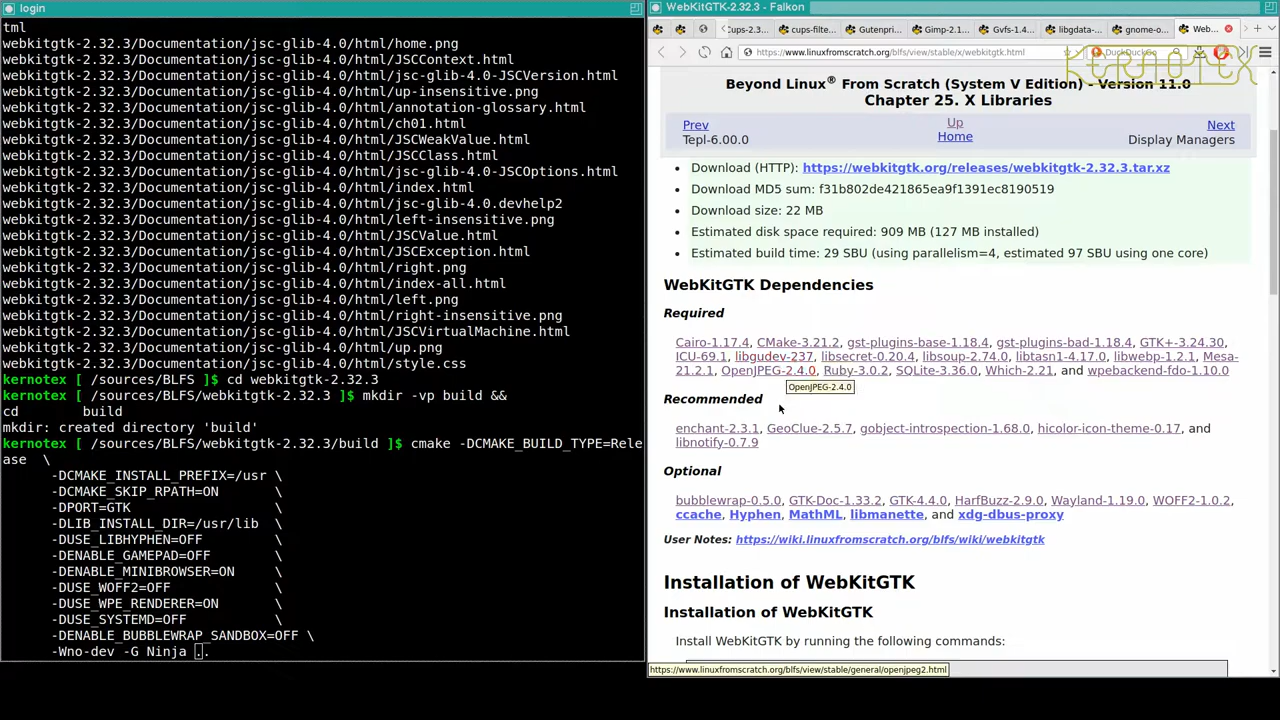 login
tml
webkitgtk-2.32.3/Documentation/jsc-glib-4.0/html/home.png
webkitgtk-2.32.3/Documentation/jsc-glib-4.0/html/JSCContext.html
webkitgtk-2.32.3/Documentation/jsc-glib-4.0/html/jsc-glib-4.0-JSCVersion.html
webkitgtk-2.32.3/Documentation/jsc-glib-4.0/html/up-insensitive.png
webkitgtk-2.32.3/Documentation/jsc-glib-4.0/html/annotation-glossary.html
webkitgtk-2.32.3/Documentation/jsc-glib-4.0/html/ch01.html
webkitgtk-2.32.3/Documentation/jsc-glib-4.0/html/JSCWeakValue.html
webkitgtk-2.32.3/Documentation/jsc-glib-4.0/html/JSCClass.html
webkitgtk-2.32.3/Documentation/jsc-glib-4.0/html/jsc-glib-4.0-JSCOptions.html
webkitgtk-2.32.3/Documentation/jsc-glib-4.0/html/index.html
webkitgtk-2.32.3/Documentation/jsc-glib-4.0/html/jsc-glib-4.0.devhelp2
webkitgtk-2.32.3/Documentation/jsc-glib-4.0/html/left-insensitive.png
webkitgtk-2.32.3/Documentation/jsc-glib-4.0/html/JSCValue.html
webkitgtk-2.32.3/Documentation/jsc-glib-4.0/html/JSCException.html
webkitgtk-2.32.3/Documentation/jsc-glib-4.0/html/right.png
webkitgtk-2.32.3/Documentation/jsc-glib-4.0/html/index-all.html
webkitgtk-2.32.3/Documentation/jsc-glib-4.0/html/left.png
webkitgtk-2.32.3/Documentation/jsc-glib-4.0/html/right-insensitive.png
webkitgtk-2.32.3/Documentation/jsc-glib-4.0/html/JSCVirtualMachine.html
webkitgtk-2.32.3/Documentation/jsc-glib-4.0/html/up.png
webkitgtk-2.32.3/Documentation/jsc-glib-4.0/html/style.css
kernotex [ /sources/BLFS ]$ cd webkitgtk-2.32.3
kernotex [ /sources/BLFS/webkitgtk-2.32.3 ]$ mkdir -vp build &&
cd build
mkdir: created directory 'build'
kernotex [ /sources/BLFS/webkitgtk-2.32.3/build ]$ cmake -DCMAKE_BUILD_TYPE=Rele
ase \
-DCMAKE_INSTALL_PREFIX=/usr \
-DCMAKE_SKIP_RPATH=ON \
-DPORT=GTK \
-DLIB_INSTALL_DIR=/usr/lib \
-DUSE_LIBHYPHEN=OFF \
-DENABLE_GAMEPAD=OFF \
-DENABLE_MINIBROWSER=ON \
-DUSE_WOFF2=OFF \
-DUSE_WPE_RENDERER=ON \
-DUSE_SYSTEMD=OFF \
-DENABLE_BUBBLEWRAP_SANDBOX=OFF \
-Wno-dev -G Ninja ..
WebKitGTK-2.32.3 - Falkon
Cups-2.3... cups-filte... Gutenpri... Gimp-2.1... Gvfs-1.4... libgdata-... gnome-o... Web...
https://www.linuxfromscratch.org/blfs/view/stable/x/webkitgtk.html DuckDuckGo
KERNOTEX
Beyond Linux® From Scratch (System V Edition) - Version 11.0
Chapter 25. X Libraries
Prev Up Next
Tepl-6.00.0 Home Display Managers
Download (HTTP): https://webkitgtk.org/releases/webkitgtk-2.32.3.tar.xz
Download MD5 sum: f31b802de421865ea9f1391ec8190519
Download size: 22 MB
Estimated disk space required: 909 MB (127 MB installed)
Estimated build time: 29 SBU (using parallelism=4, estimated 97 SBU using one core)
WebKitGTK Dependencies
Required
Cairo-1.17.4, CMake-3.21.2, gst-plugins-base-1.18.4, gst-plugins-bad-1.18.4, GTK+-3.24.30,
ICU-69.1, libgudev-237, libsecret-0.20.4, libsoup-2.74.0, libtasn1-4.17.0, libwebp-1.2.1, Mesa-
21.2.1, OpenJPEG-2.4.0, Ruby-3.0.2, SQLite-3.36.0, Which-2.21, and wpebackend-fdo-1.10.0
OpenJPEG-2.4.0
Recommended
enchant-2.3.1, GeoClue-2.5.7, gobject-introspection-1.68.0, hicolor-icon-theme-0.17, and
libnotify-0.7.9
Optional
bubblewrap-0.5.0, GTK-Doc-1.33.2, GTK-4.4.0, HarfBuzz-2.9.0, Wayland-1.19.0, WOFF2-1.0.2,
ccache, Hyphen, MathML, libmanette, and xdg-dbus-proxy
User Notes: https://wiki.linuxfromscratch.org/blfs/wiki/webkitgtk
Installation of WebKitGTK
Installation of WebKitGTK
Install WebKitGTK by running the following commands:
https://www.linuxfromscratch.org/blfs/view/stable/general/openjpeg2.html